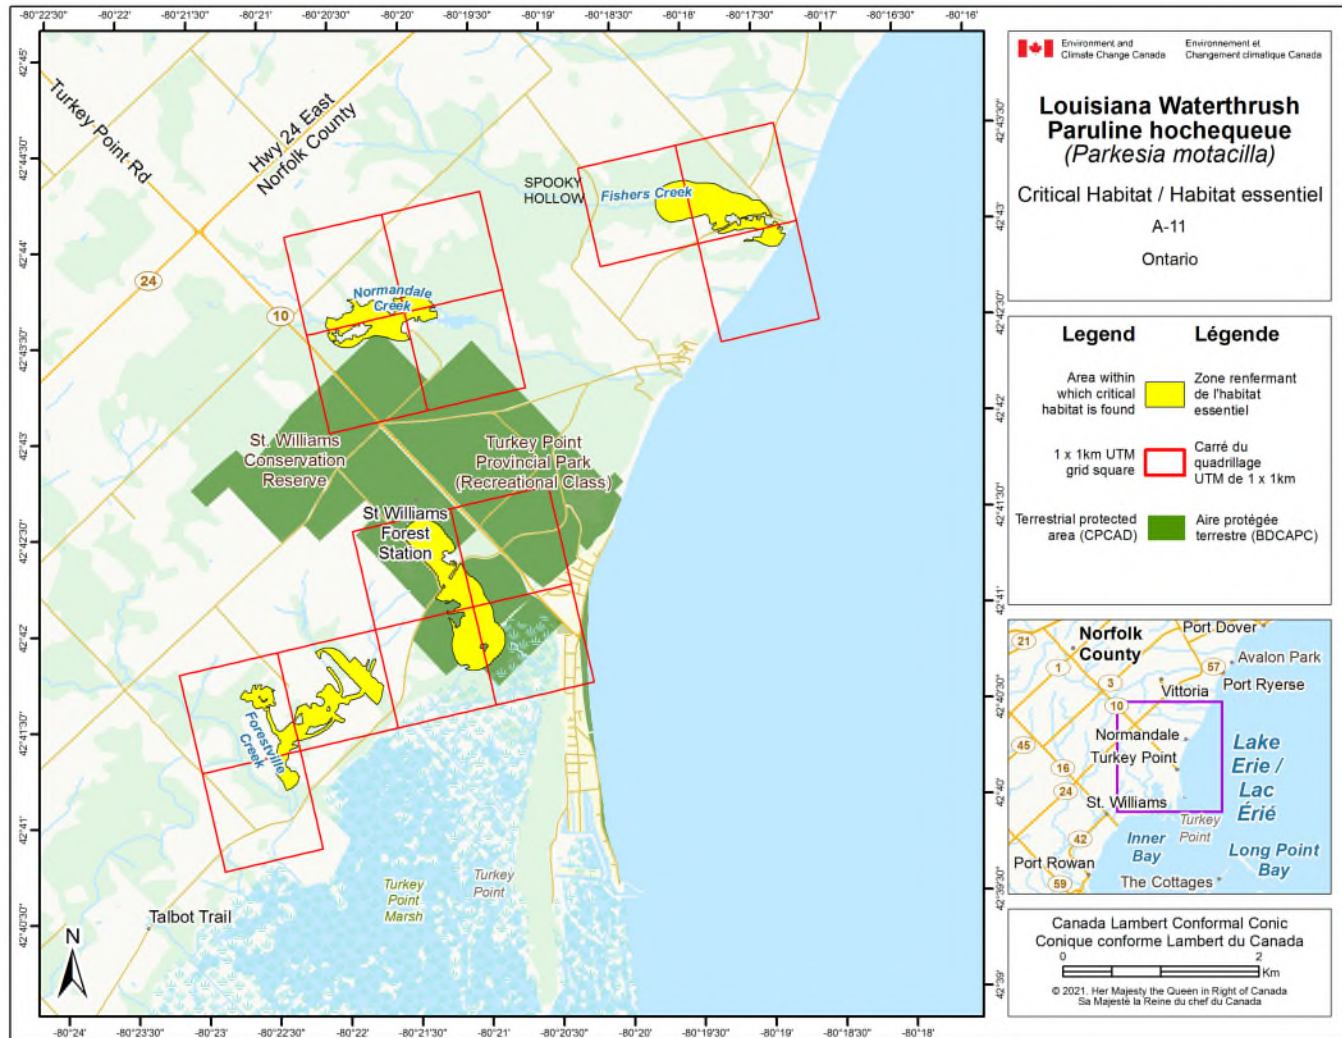 -80°22'30" -80°22' -80°21'30" -80°21' -80°20'30" -80°20' -80°19'30" -80°19' -80°18'30" -80°18' -80°17'30" -80°17' -80°16'30" -80°16'
42°45'
42°44'30"
42°44'
42°43'30"
42°43'
42°42'30"
42°42'
42°41'30"
42°41'
42°40'30"
Turkey Point Rd
Hwy 24 East
Norfolk County
24
10
SPOOKY
HOLLOW
Fishers Creek
Normandale
Creek
St. Williams
Conservation
Reserve
Turkey Point
Provincial Park
(Recreational Class)
St Williams
Forest
Station
Forestville
Creek
Turkey
Point
Marsh
Turkey
Point
Talbot Trail
N
42°43'30"
42°43'
42°42'30"
42°42'
42°41'30"
42°41'
42°40'30"
42°40'
42°39'30"
42°39'
-80°24' -80°23'30" -80°23' -80°22'30" -80°22' -80°21'30" -80°21' -80°20'30" -80°20' -80°19'30" -80°19' -80°18'30" -80°18'
Environment and
Climate Change Canada
Environnement et
Changement climatique Canada
Louisiana Waterthrush
Paruline hochequeue
(Parkesia motacilla)
Critical Habitat / Habitat essentiel
A-11
Ontario
Legend
Légende
Area within
which critical
habitat is found
Zone renfermant
de l'habitat
essentiel
1 x 1km UTM
grid square
Carré du
quadrillage
UTM de 1 x 1km
Terrestrial protected
area (CPCAD)
Aire protégée
terrestre (BDCAPC)
Port Dover
21
Norfolk
County
1
57
Avalon Park
3
Port Ryerse
Vittoria
10
Normandale
45
Turkey Point
16
24
St. Williams
Lake
Erie /
Lac
Érié
Turkey
Point
42
Inner
Bay
Long Point
Bay
Port Rowan
59
The Cottages
Canada Lambert Conformal Conic
Conique conforme Lambert du Canada
0 2
Km
© 2021. Her Majesty the Queen in Right of Canada
Sa Majesté la Reine du chef du Canada